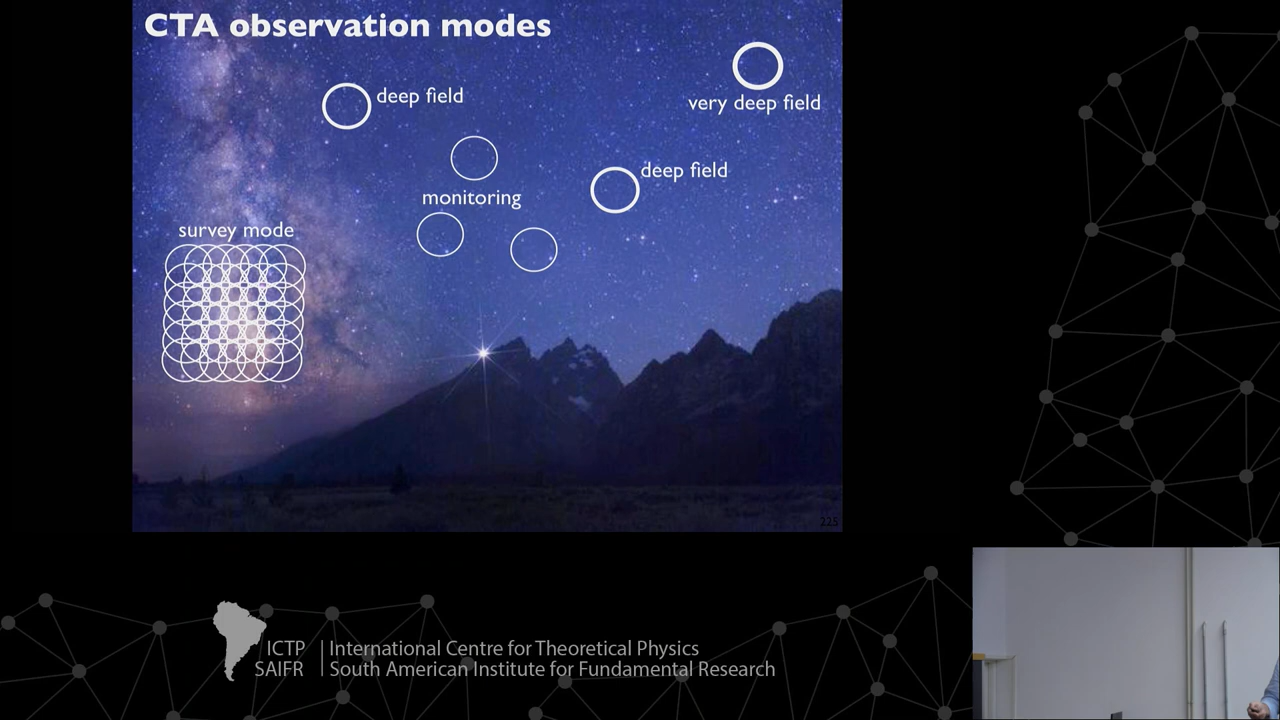 CTA observation modes
deep field
very deep field
deep field
monitoring
survey mode
225
ICTP | International Centre for Theoretical Physics
SAIFR | South American Institute for Fundamental Research